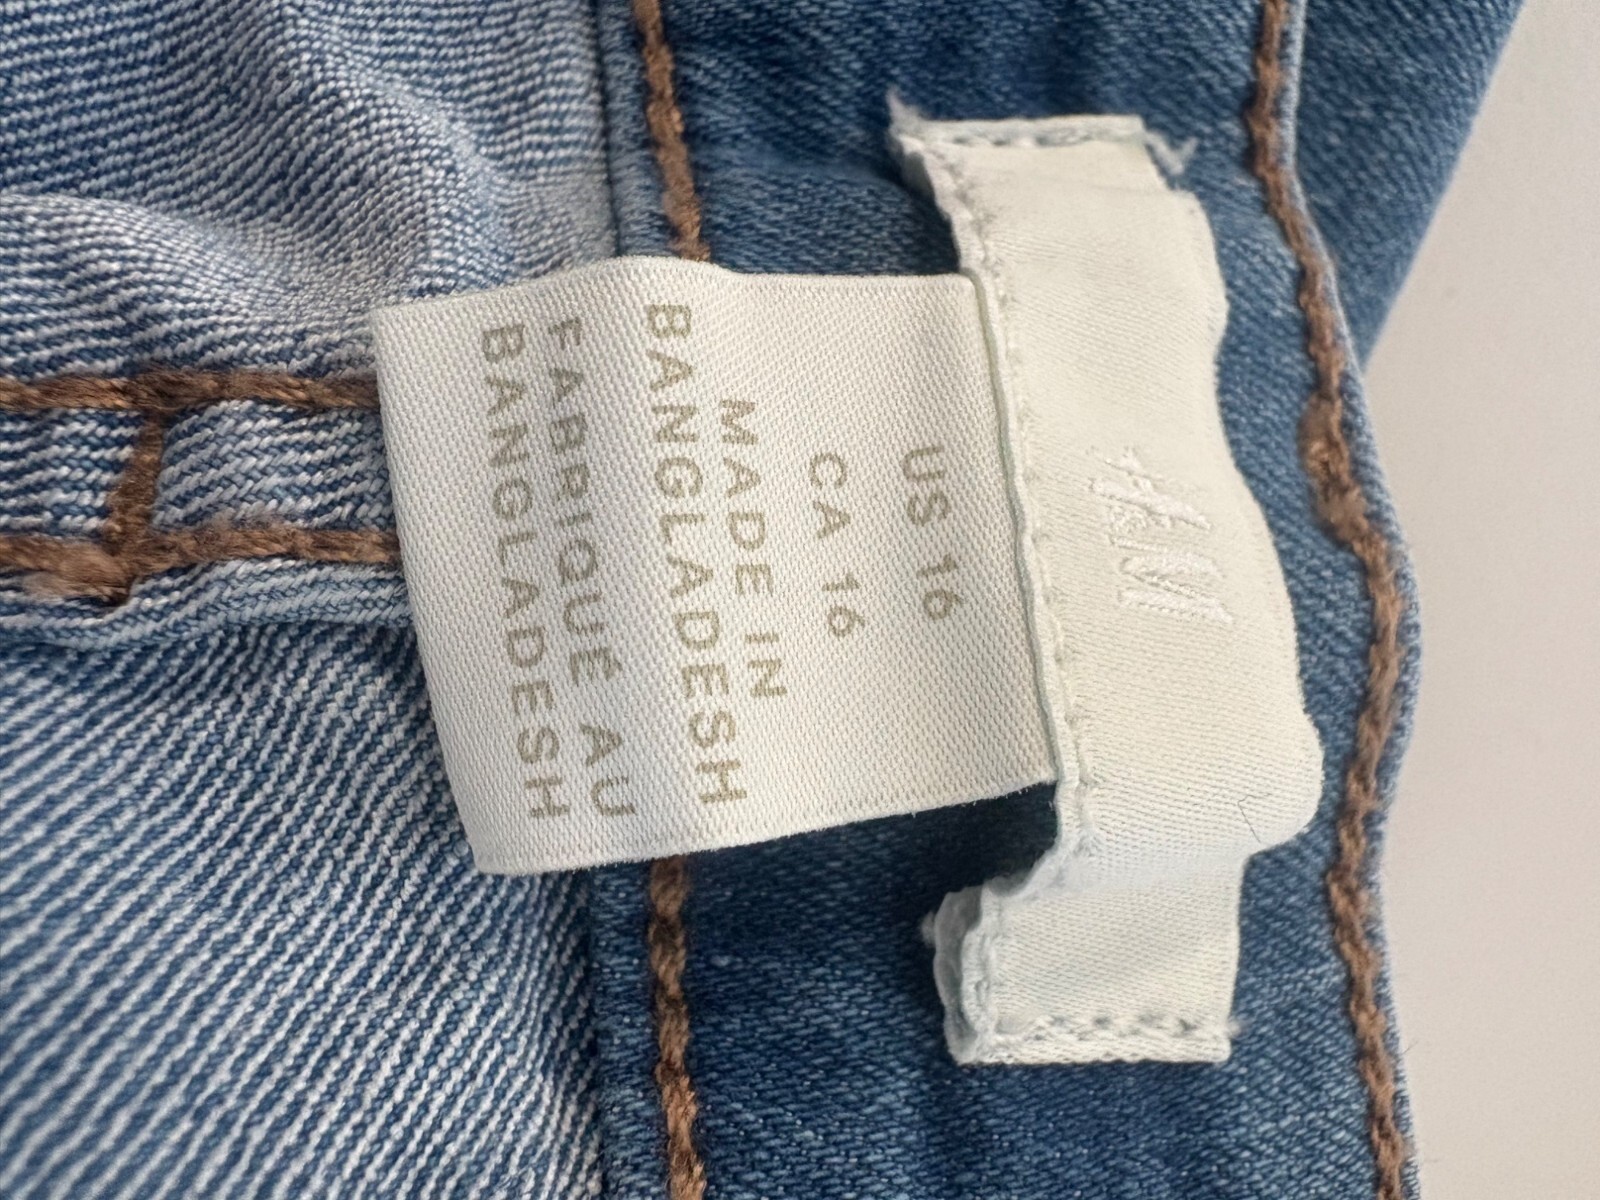 H&M
US 16
CA 16
MADE IN
BANGLADESH
FABRIQUÉ AU
BANGLADESH